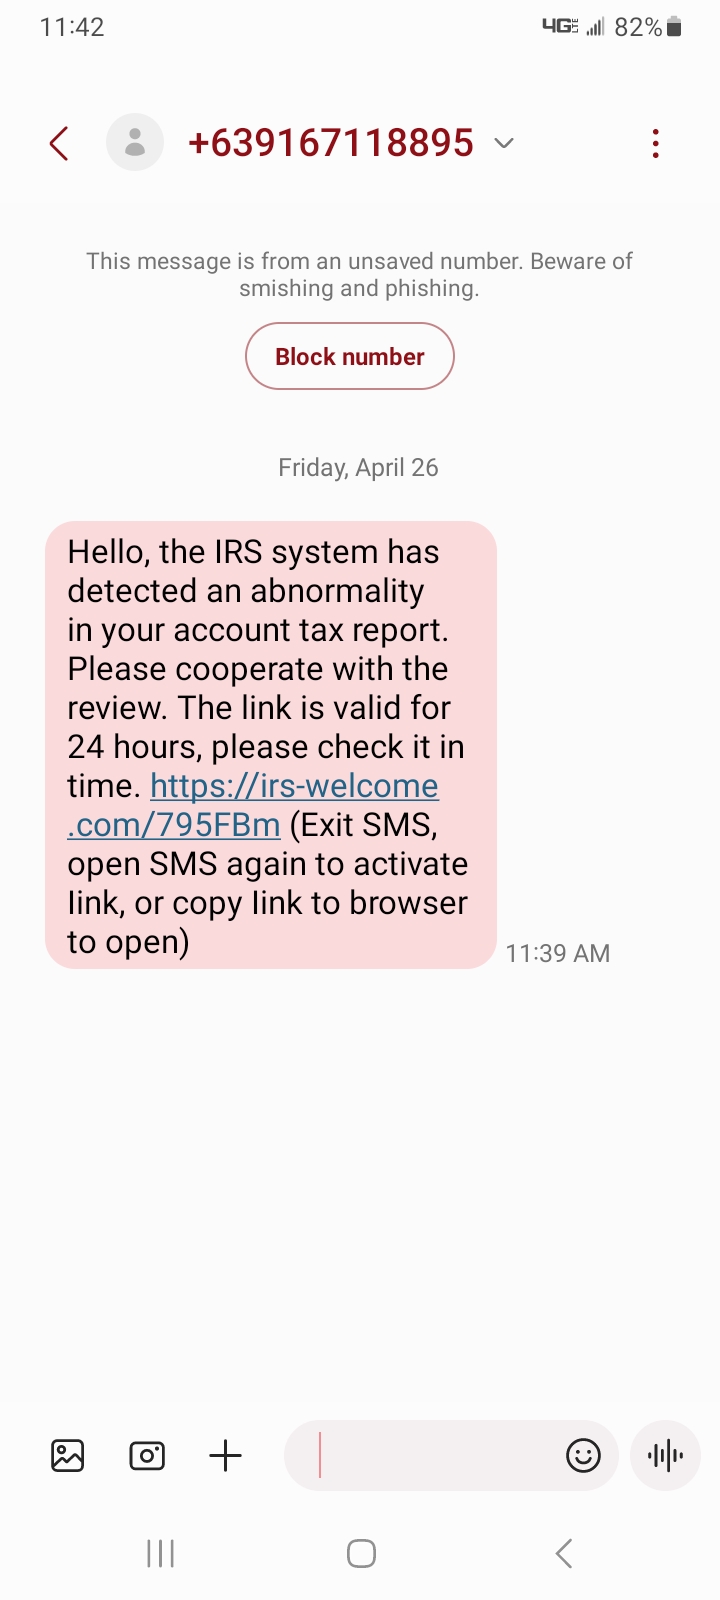 11:42 4G LTE 82%
+639167118895
This message is from an unsaved number. Beware of
smishing and phishing.
Block number
Friday, April 26
Hello, the IRS system has
detected an abnormality
in your account tax report.
Please cooperate with the
review. The link is valid for
24 hours, please check it in
time. https://irs-welcome
.com/795FBm (Exit SMS,
open SMS again to activate
link, or copy link to browser
to open)
11:39 AM